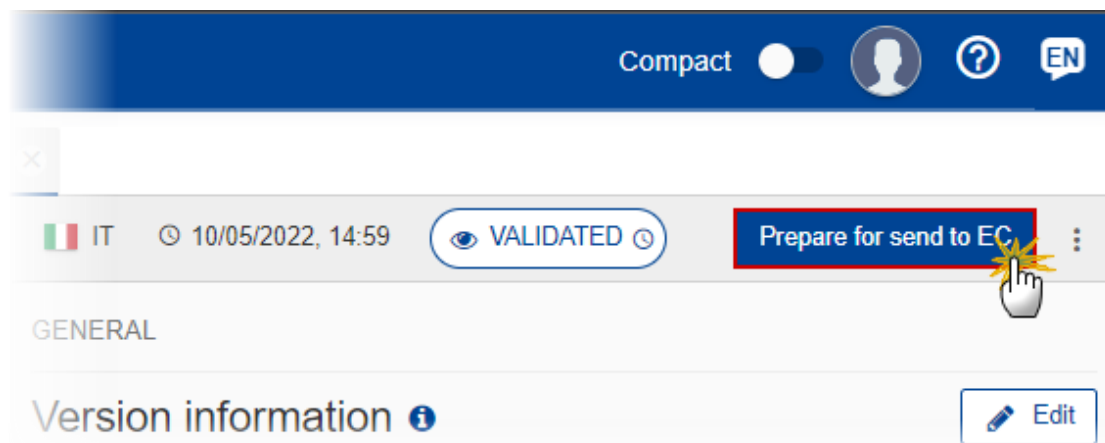 Compact EN
IT 10/05/2022, 14:59 VALIDATED Prepare for send to EC
GENERAL
Version information
Edit